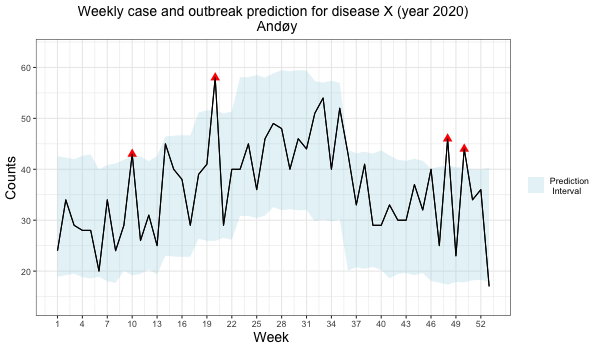 Weekly case and outbreak prediction for disease X (year 2020)
Andøy
Counts
60
50
40
30
20
1 4 7 10 13 16 19 22 25 28 31 34 37 40 43 46 49 52
Week
Prediction
Interval